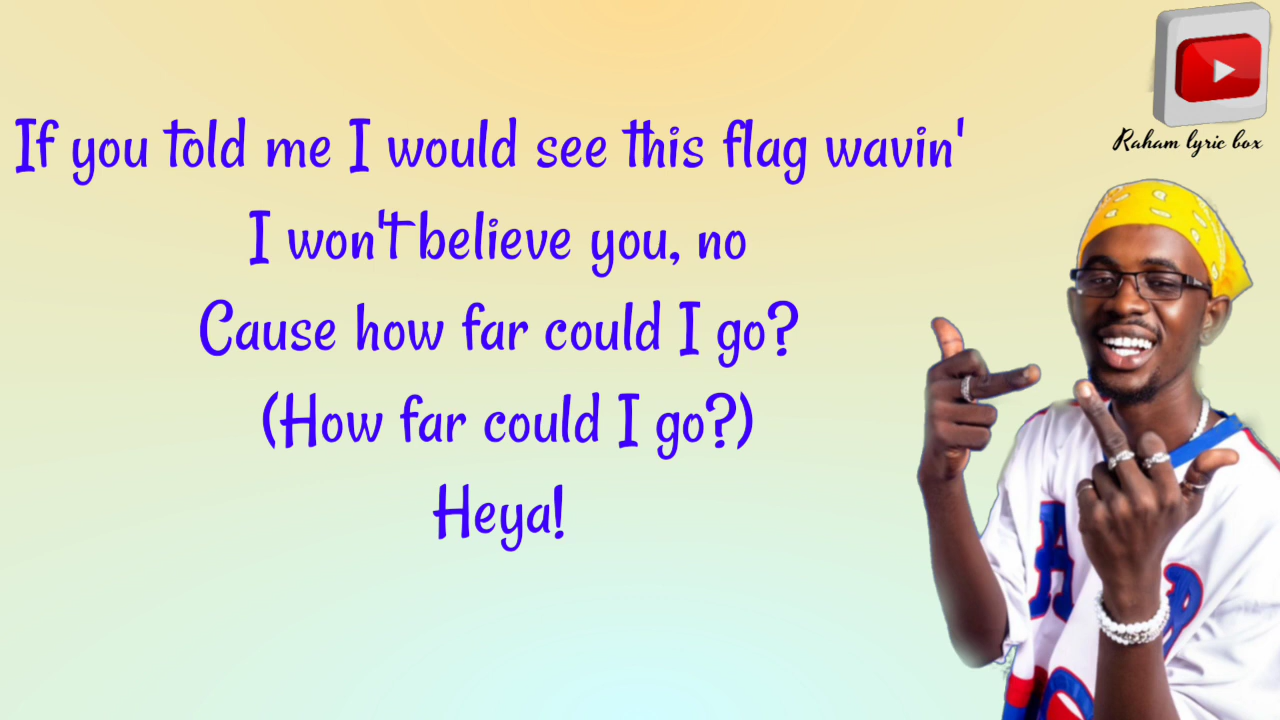 If you told me I would see this flag wavin'
I won't believe you, no
Cause how far could I go?
(How far could I go?)
Heya!
Raham lyric box